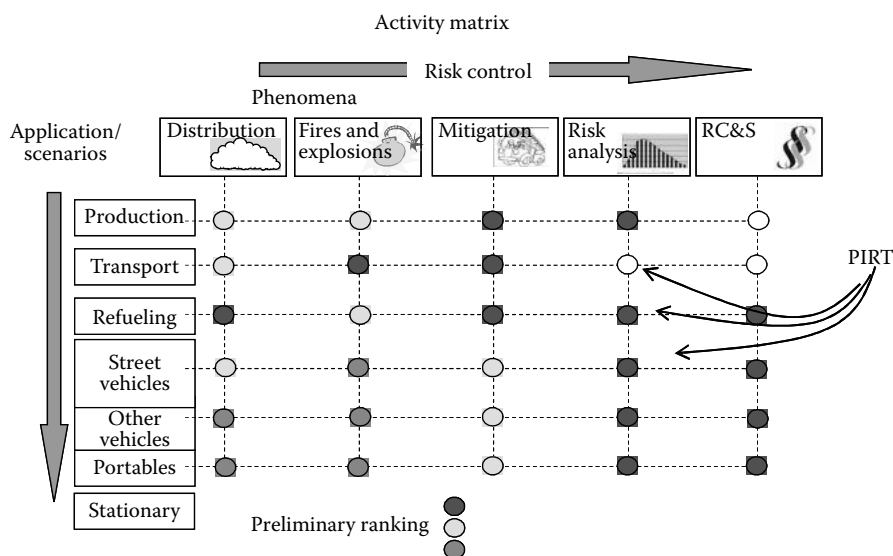 Activity matrix
Risk control
Phenomena
Application/
scenarios
Distribution
Fires and
explosions
Mitigation
Risk
analysis
RC&S
Production
Transport
PIRT
Refueling
Street
vehicles
Other
vehicles
Portables
Stationary
Preliminary ranking